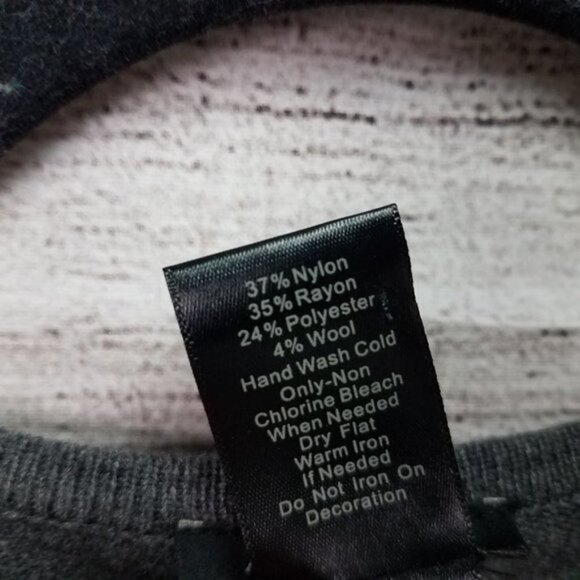 37% Nylon
35% Rayon
24% Polyester
4% Wool
Hand Wash Cold
Only-Non
Chlorine Bleach
When Needed
Dry Flat
Warm Iron
If Needed
Do Not Iron On
Decoration